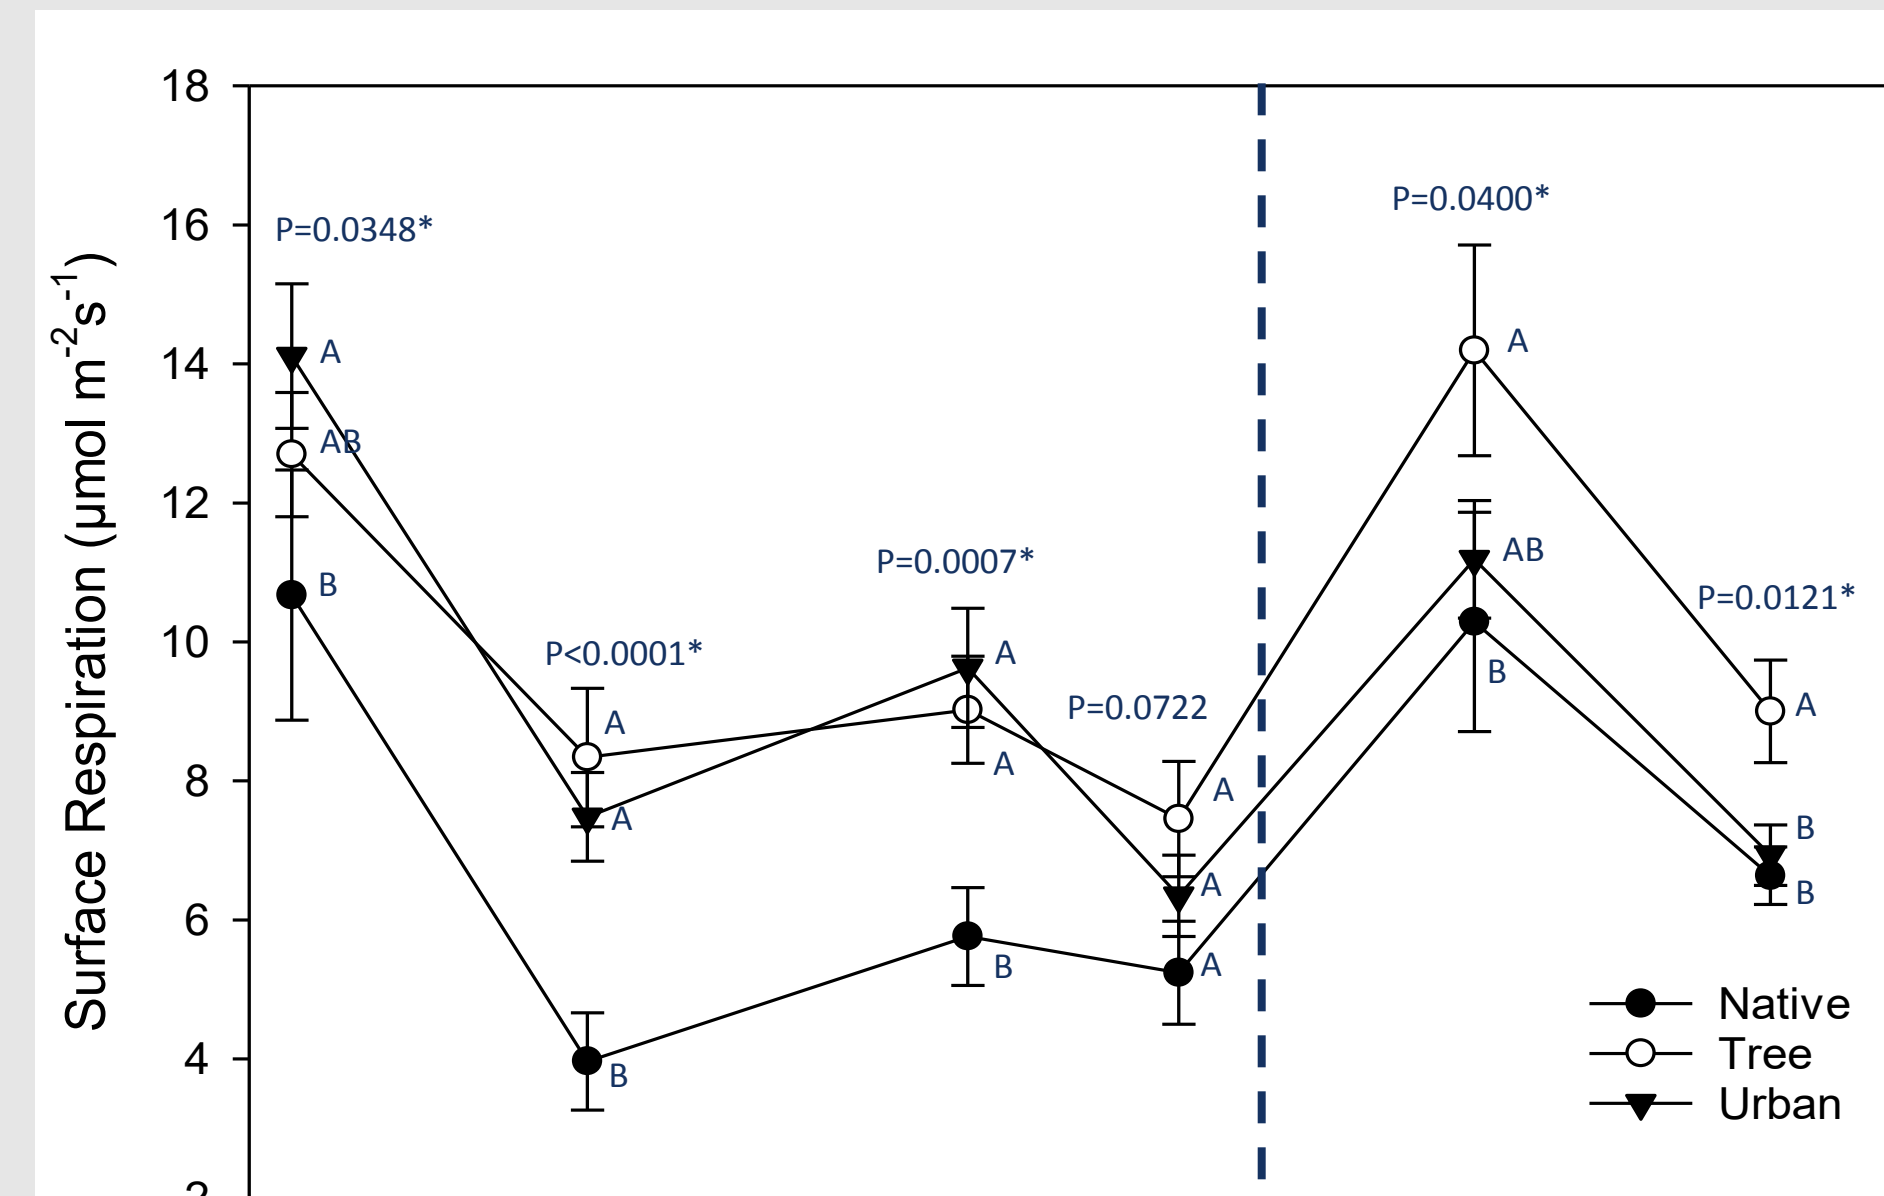 18
16
14
12
10
8
6
4
2
Surface Respiration (µmol m-2s-1)
P=0.0348*
A
AB
B
P<0.0001*
A
A
B
P=0.0007*
A
A
B
P=0.0722
A
A
A
P=0.0400*
A
AB
B
P=0.0121*
A
B
B
Native
Tree
Urban